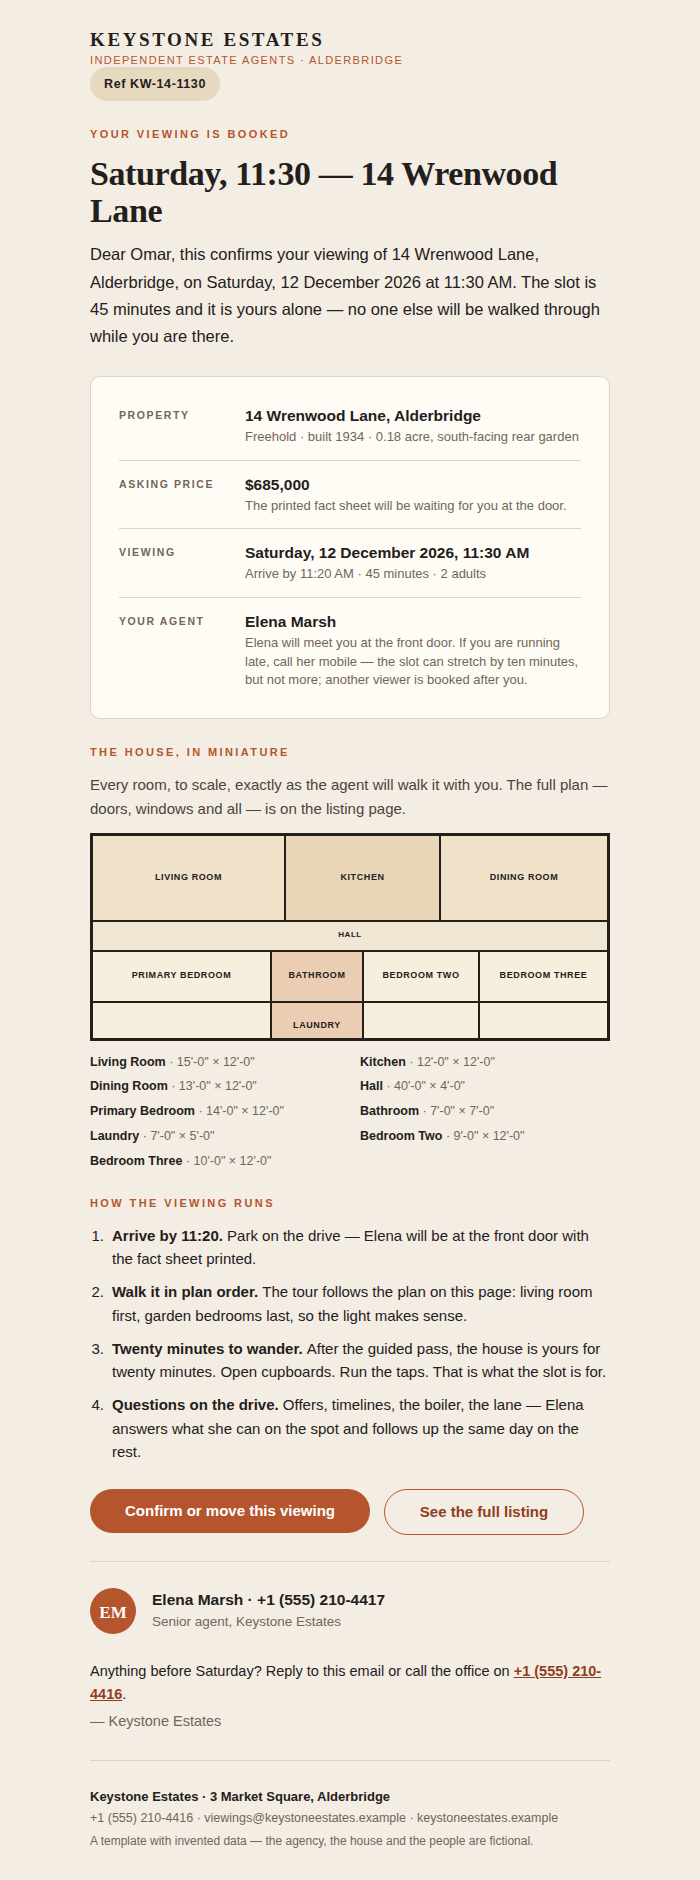 KEYSTONE ESTATES
INDEPENDENT ESTATE AGENTS · ALDERBRIDGE
Ref KW-14-1130
YOUR VIEWING IS BOOKED
Saturday, 11:30 — 14 Wrenwood
Lane
Dear Omar, this confirms your viewing of 14 Wrenwood Lane,
Alderbridge, on Saturday, 12 December 2026 at 11:30 AM. The slot is
45 minutes and it is yours alone — no one else will be walked through
while you are there.
PROPERTY
14 Wrenwood Lane, Alderbridge
Freehold · built 1934 · 0.18 acre, south-facing rear garden
ASKING PRICE
$685,000
The printed fact sheet will be waiting for you at the door.
VIEWING
Saturday, 12 December 2026, 11:30 AM
Arrive by 11:20 AM · 45 minutes · 2 adults
YOUR AGENT
Elena Marsh
Elena will meet you at the front door. If you are running
late, call her mobile — the slot can stretch by ten minutes,
but not more; another viewer is booked after you.
THE HOUSE, IN MINIATURE
Every room, to scale, exactly as the agent will walk it with you. The full plan —
doors, windows and all — is on the listing page.
LIVING ROOM
KITCHEN
DINING ROOM
HALL
PRIMARY BEDROOM
BATHROOM
BEDROOM TWO
BEDROOM THREE
LAUNDRY
Living Room · 15'-0" × 12'-0"
Kitchen · 12'-0" × 12'-0"
Dining Room · 13'-0" × 12'-0"
Hall · 40'-0" × 4'-0"
Primary Bedroom · 14'-0" × 12'-0"
Bathroom · 7'-0" × 7'-0"
Laundry · 7'-0" × 5'-0"
Bedroom Two · 9'-0" × 12'-0"
Bedroom Three · 10'-0" × 12'-0"
HOW THE VIEWING RUNS
1. Arrive by 11:20. Park on the drive — Elena will be at the front door with
the fact sheet printed.
2. Walk it in plan order. The tour follows the plan on this page: living room
first, garden bedrooms last, so the light makes sense.
3. Twenty minutes to wander. After the guided pass, the house is yours for
twenty minutes. Open cupboards. Run the taps. That is what the slot is for.
4. Questions on the drive. Offers, timelines, the boiler, the lane — Elena
answers what she can on the spot and follows up the same day on the
rest.
Confirm or move this viewing
See the full listing
EM
Elena Marsh · +1 (555) 210-4417
Senior agent, Keystone Estates
Anything before Saturday? Reply to this email or call the office on +1 (555) 210-
4416.
— Keystone Estates
Keystone Estates · 3 Market Square, Alderbridge
+1 (555) 210-4416 · viewings@keystoneestates.example · keystoneestates.example
A template with invented data — the agency, the house and the people are fictional.